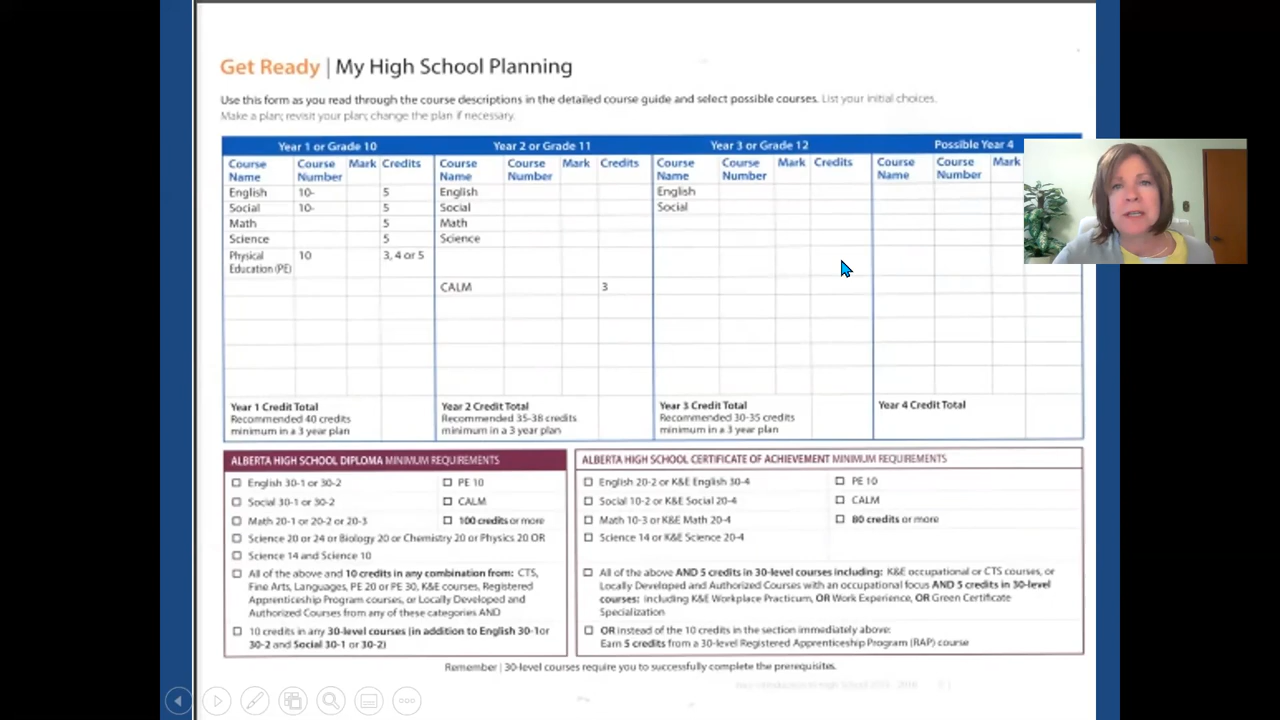 Get Ready | My High School Planning
Use this form as you read through the course descriptions in the detailed course guide and select possible courses. List your initial choices.
Make a plan; revisit your plan; change the plan if necessary.
Year 1 or Grade 10 Year 2 or Grade 11 Year 3 or Grade 12 Possible Year 4
Course Name Course Number Mark Credits Course Name Course Number Mark Credits Course Name Course Number Mark Credits Course Name Course Number Mark
English 10- 5 English English
Social 10- 5 Social Social
Math 5 Math
Science 5 Science
Physical Education (PE) 10 3, 4 or 5
CALM 3
Year 1 Credit Total Year 2 Credit Total Year 3 Credit Total Year 4 Credit Total
Recommended 40 credits Recommended 35-38 credits Recommended 30-35 credits
minimum in a 3 year plan minimum in a 3 year plan minimum in a 3 year plan
ALBERTA HIGH SCHOOL DIPLOMA MINIMUM REQUIREMENTS
English 30-1 or 30-2 PE 10
Social 30-1 or 30-2 CALM
Math 20-1 or 20-2 or 20-3 100 credits or more
Science 20 or 24 or Biology 20 or Chemistry 20 or Physics 20 OR
Science 14 and Science 10
All of the above and 10 credits in any combination from: CTS,
Fine Arts, Languages, PE 20 or PE 30, K&E courses, Registered
Apprenticeship Program courses, or Locally Developed and
Authorized Courses from any of these categories AND
10 credits in any 30-level courses (in addition to English 30-1or
30-2 and Social 30-1 or 30-2)
ALBERTA HIGH SCHOOL CERTIFICATE OF ACHIEVEMENT MINIMUM REQUIREMENTS
English 20-2 or K&E English 30-4 PE 10
Social 10-2 or K&E Social 20-4 CALM
Math 10-3 or K&E Math 20-4 80 credits or more
Science 14 or K&E Science 20-4
All of the above AND 5 credits in 30-level courses including: K&E occupational or CTS courses, or
Locally Developed and Authorized Courses with an occupational focus AND 5 credits in 30-level
courses: including K&E Workplace Practicum, OR Work Experience, OR Green Certificate
Specialization
OR instead of the 10 credits in the section immediately above:
Earn 5 credits from a 30-level Registered Apprenticeship Program (RAP) course
Remember | 30-level courses require you to successfully complete the prerequisites.